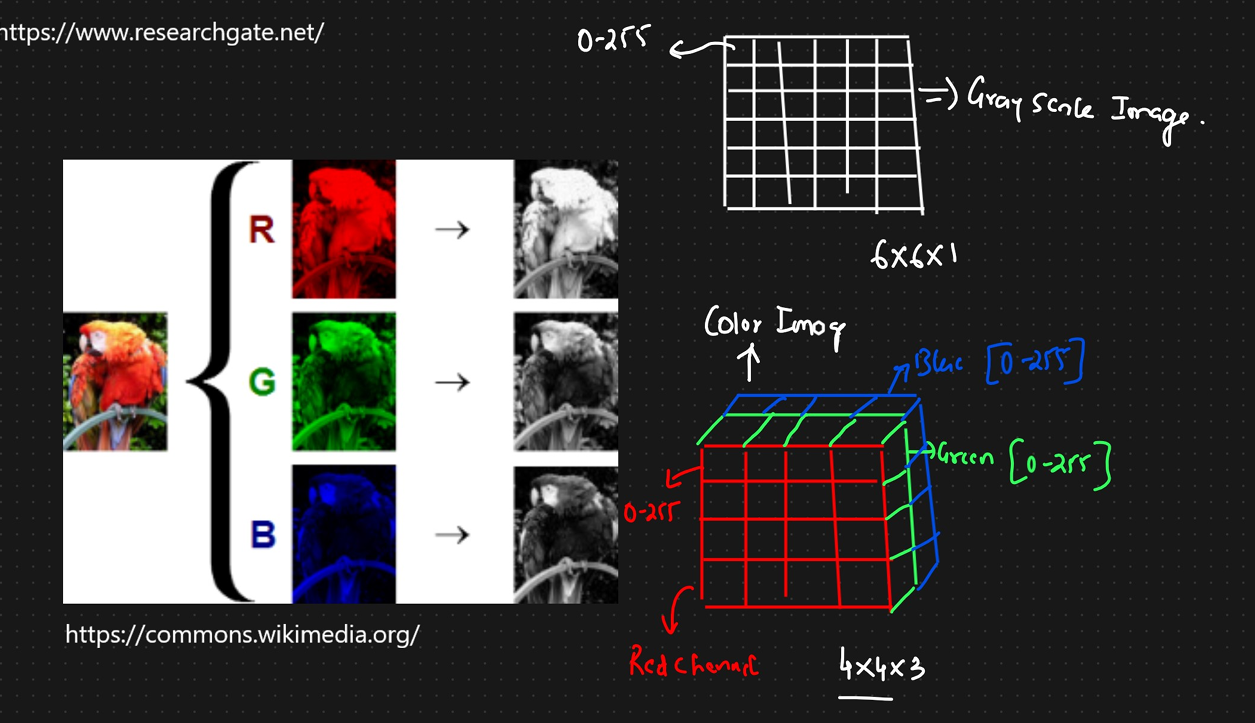 https://www.researchgate.net/
0-255
=> Gray Scale Image.
6x6x1
R
G
B
https://commons.wikimedia.org/
Color Imag
Blue [0-255]
Green [0-255]
0-255
Red Channel
4x4x3